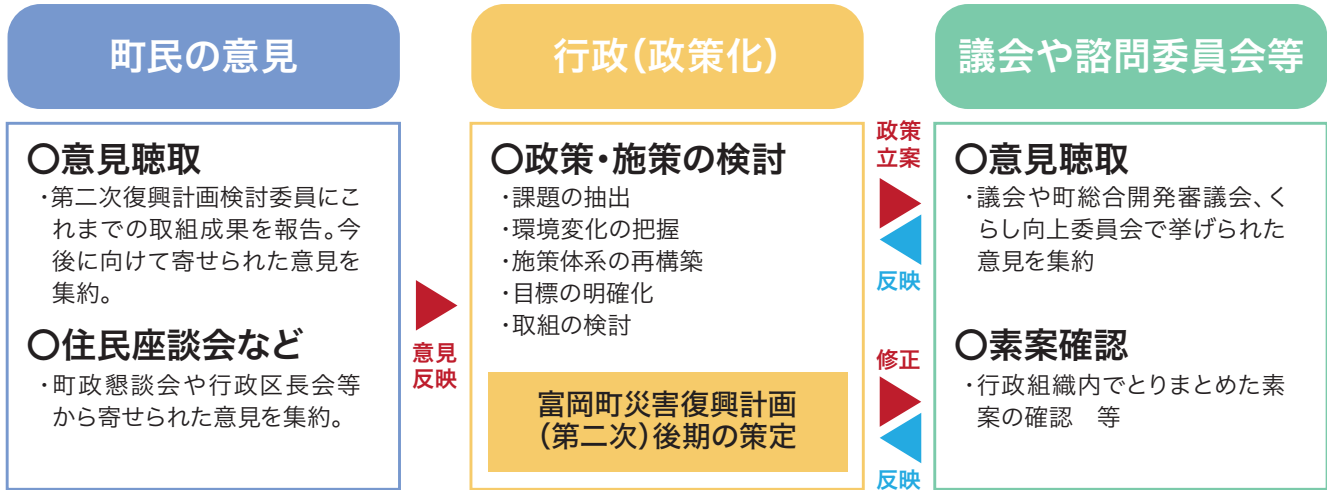 町民の意見
〇意見聴取
・第二次復興計画検討委員にこ
れまでの取組成果を報告。今
後に向けて寄せられた意見を
集約。
〇住民座談会など
・町政懇談会や行政区長会等
から寄せられた意見を集約。
意見
反映
行政(政策化)
〇政策・施策の検討
・課題の抽出
・環境変化の把握
・施策体系の再構築
・目標の明確化
・取組の検討
富岡町災害復興計画
(第二次)後期の策定
政策
立案
反映
修正
反映
議会や諮問委員会等
〇意見聴取
・議会や町総合開発審議会、く
らし向上委員会で挙げられた
意見を集約
〇素案確認
・行政組織内でとりまとめた素
案の確認　等